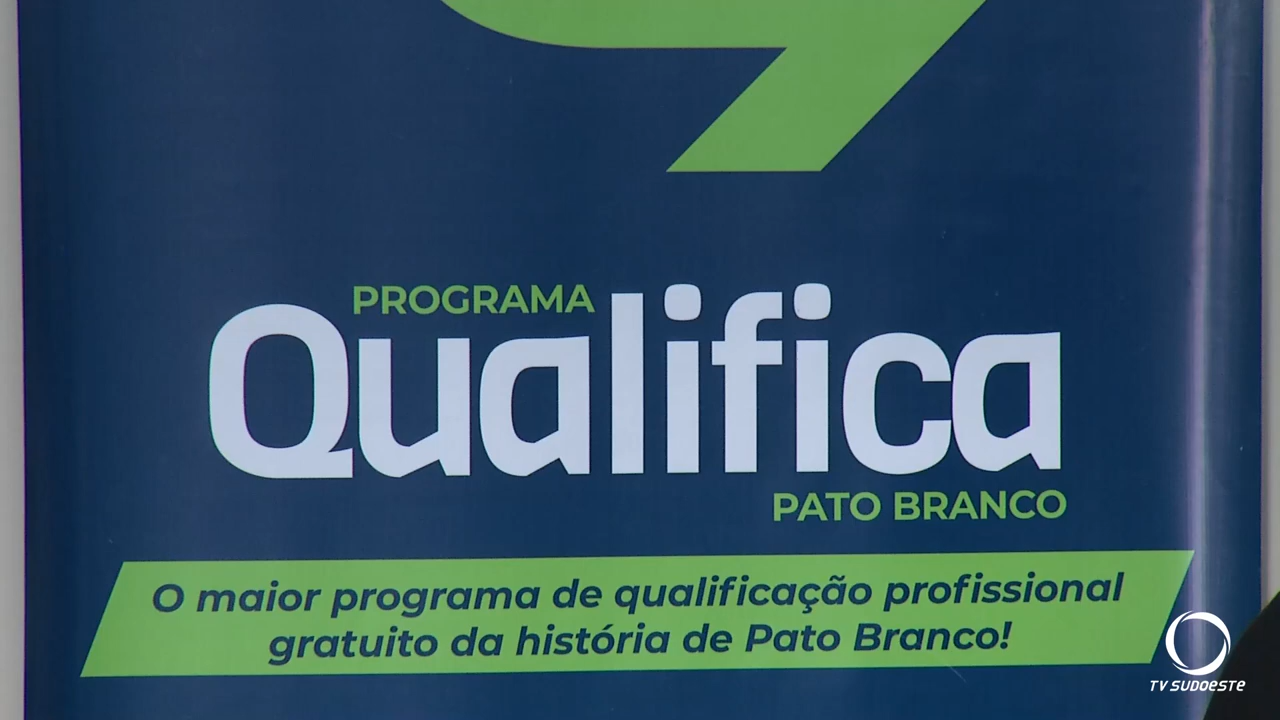 PROGRAMA
Qualifica
PATO BRANCO
O maior programa de qualificação profissional
gratuito da história de Pato Branco!
TV SUDOESTE